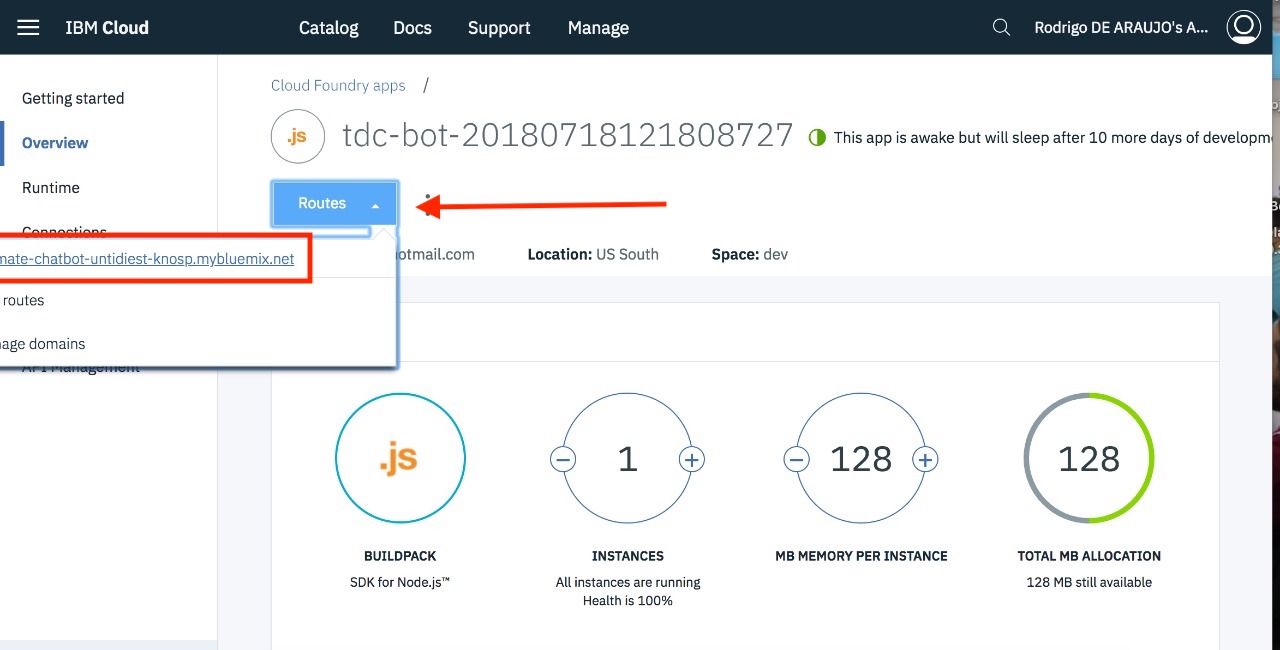 IBM Cloud Catalog Docs Support Manage Rodrigo DE ARAUJO's A...
Getting started
Overview
Runtime
Connections
API Management
Cloud Foundry apps /
.js tdc-bot-20180718121808727 This app is awake but will sleep after 10 more days of
Routes
mate-chatbot-untidiest-knosp.mybluemix.net
routes
domains
otmail.com Location: US South Space: dev
.js
1
128
128
BUILDPACK
SDK for Node.js™
INSTANCES
All instances are running
Health is 100%
MB MEMORY PER INSTANCE
TOTAL MB ALLOCATION
128 MB still available